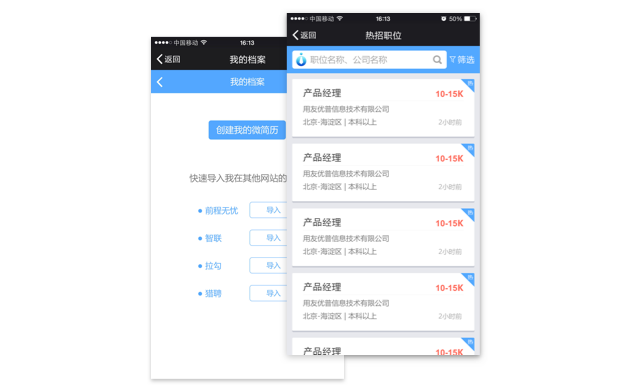 中国移动
16:13
返回
我的档案
我的档案
创建我的微简历
快速导入我在其他网站的
前程无忧
导入
智联
导入
拉勾
导入
猎聘
导入
中国移动
16:13
50%
返回
热招职位
职位名称、公司名称
筛选
热
产品经理
10-15K
用友优普信息技术有限公司
北京-海淀区 | 本科以上
2小时前
热
产品经理
10-15K
用友优普信息技术有限公司
北京-海淀区 | 本科以上
2小时前
热
产品经理
10-15K
用友优普信息技术有限公司
北京-海淀区 | 本科以上
2小时前
热
产品经理
10-15K
用友优普信息技术有限公司
北京-海淀区 | 本科以上
2小时前
热
产品经理
10-15K